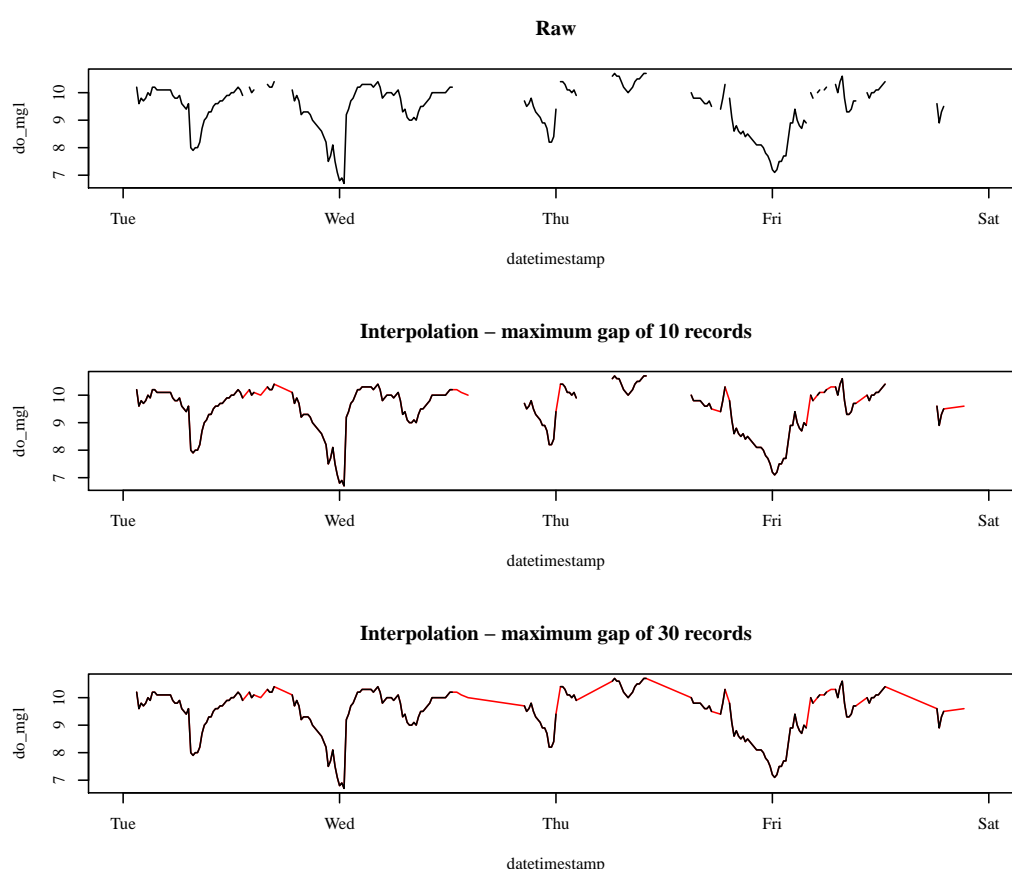 Raw
do_mgl
10
9
8
7
Tue Wed Thu Fri Sat
datetimestamp
Interpolation − maximum gap of 10 records
do_mgl
10
9
8
7
Tue Wed Thu Fri Sat
datetimestamp
Interpolation − maximum gap of 30 records
do_mgl
10
9
8
7
Tue Wed Thu Fri Sat
datetimestamp